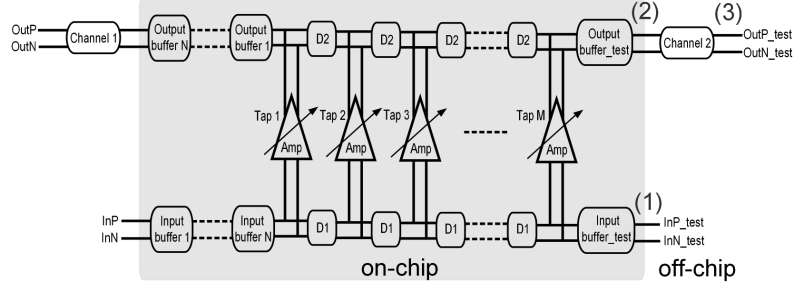 (2) (3)
OutP
OutN
Channel 1
Output buffer N
Output buffer 1
D2
D2
D2
D2
Output buffer_test
Channel 2
OutP_test
OutN_test
Tap 1
Tap 2
Tap 3
Tap M
Amp
Amp
Amp
Amp
(1)
InP
InN
Input buffer 1
Input buffer N
D1
D1
D1
D1
Input buffer_test
InP_test
InN_test
on-chip
off-chip